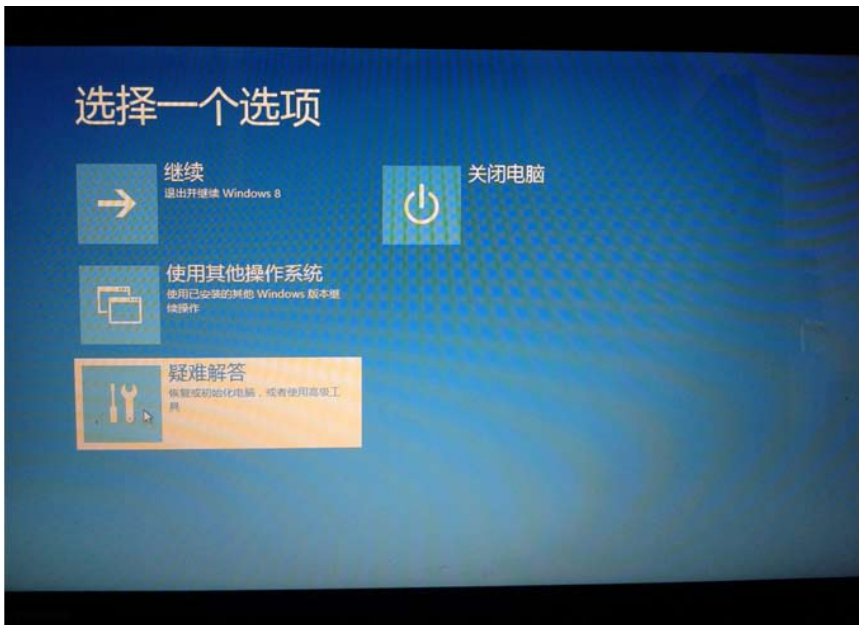 选择一个选项
继续
退出并继续 Windows 8
关闭电脑
使用其他操作系统
使用已安装的其他 Windows 版本继
续操作
疑难解答
恢复或初始化电脑，或者使用高级工
具